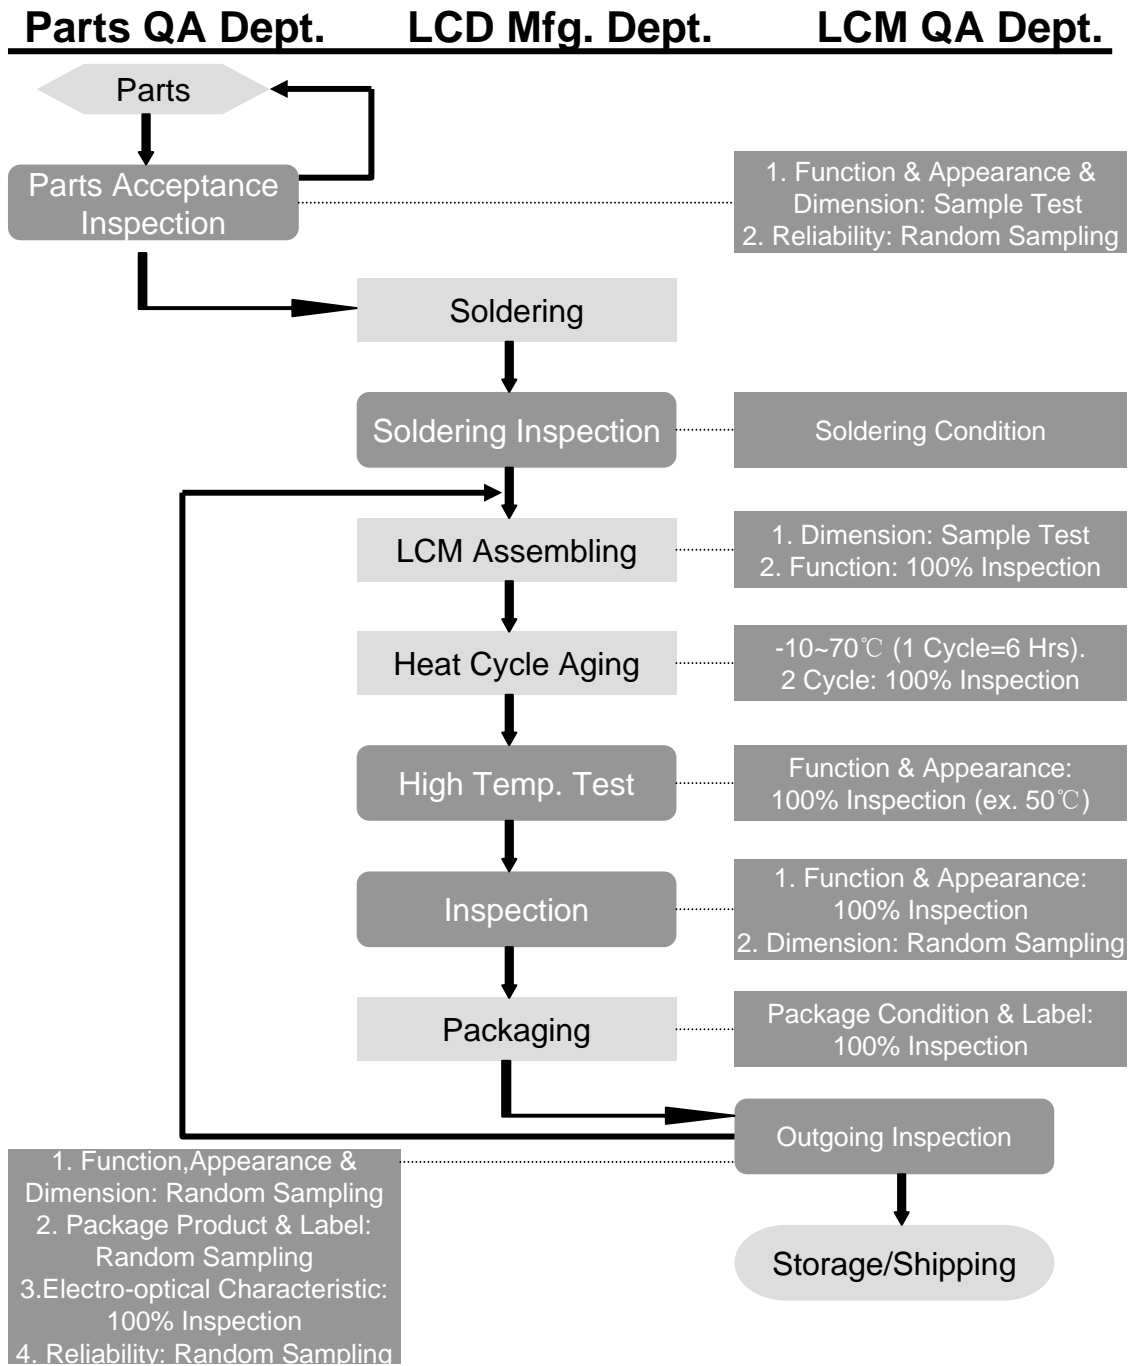 Parts QA Dept. LCD Mfg. Dept. LCM QA Dept.
Parts
Parts Acceptance
Inspection
1. Function & Appearance &
Dimension: Sample Test
2. Reliability: Random Sampling
Soldering
Soldering Inspection
Soldering Condition
LCM Assembling
1. Dimension: Sample Test
2. Function: 100% Inspection
Heat Cycle Aging
-10~70℃ (1 Cycle=6 Hrs).
2 Cycle: 100% Inspection
High Temp. Test
Function & Appearance:
100% Inspection (ex. 50℃)
Inspection
1. Function & Appearance:
100% Inspection
2. Dimension: Random Sampling
Packaging
Package Condition & Label:
100% Inspection
Outgoing Inspection
1. Function,Appearance &
Dimension: Random Sampling
2. Package Product & Label:
Random Sampling
3.Electro-optical Characteristic:
100% Inspection
4. Reliability: Random Sampling
Storage/Shipping